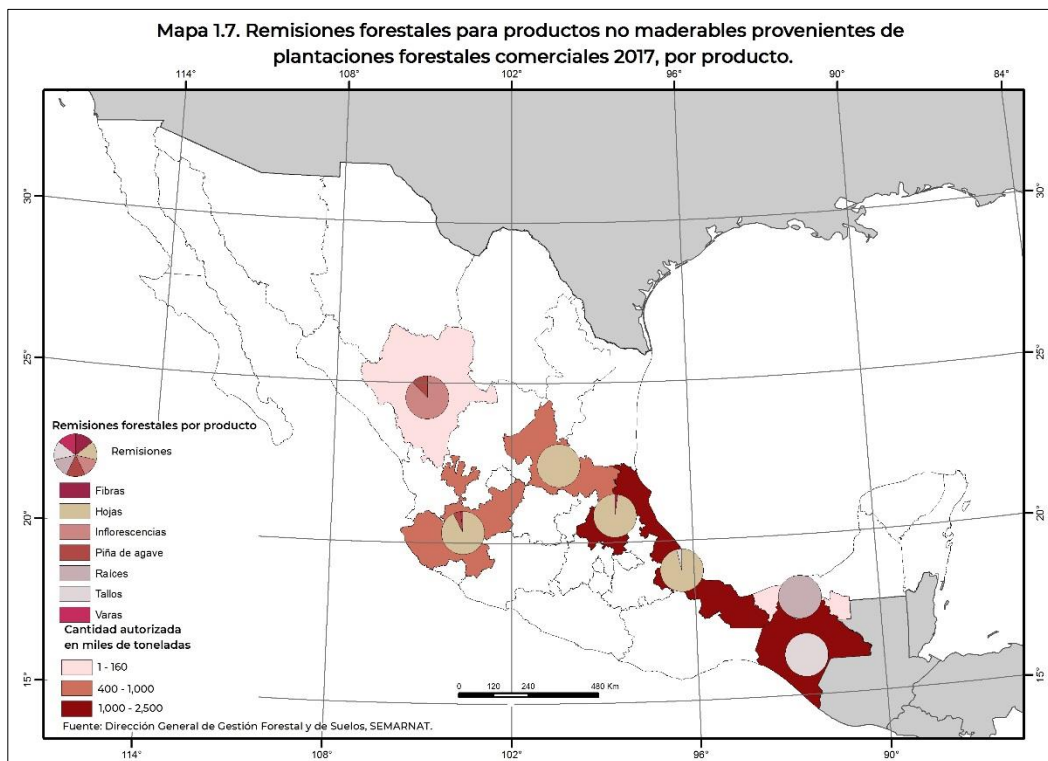 Mapa 1.7. Remisiones forestales para productos no maderables provenientes de
plantaciones forestales comerciales 2017, por producto.
114° 108° 102° 96° 90° 84°
30° 30°
25° 25°
20° 20°
15° 15°
Remisiones forestales por producto
Remisiones
Fibras
Hojas
Inflorescencias
Piña de agave
Raíces
Tallos
Varas
Cantidad autorizada
en miles de toneladas
1 - 160
400 - 1,000
1,000 - 2,500
0 120 240 480 Km
Fuente: Dirección General de Gestión Forestal y de Suelos, SEMARNAT.
114° 108° 102° 96° 90°